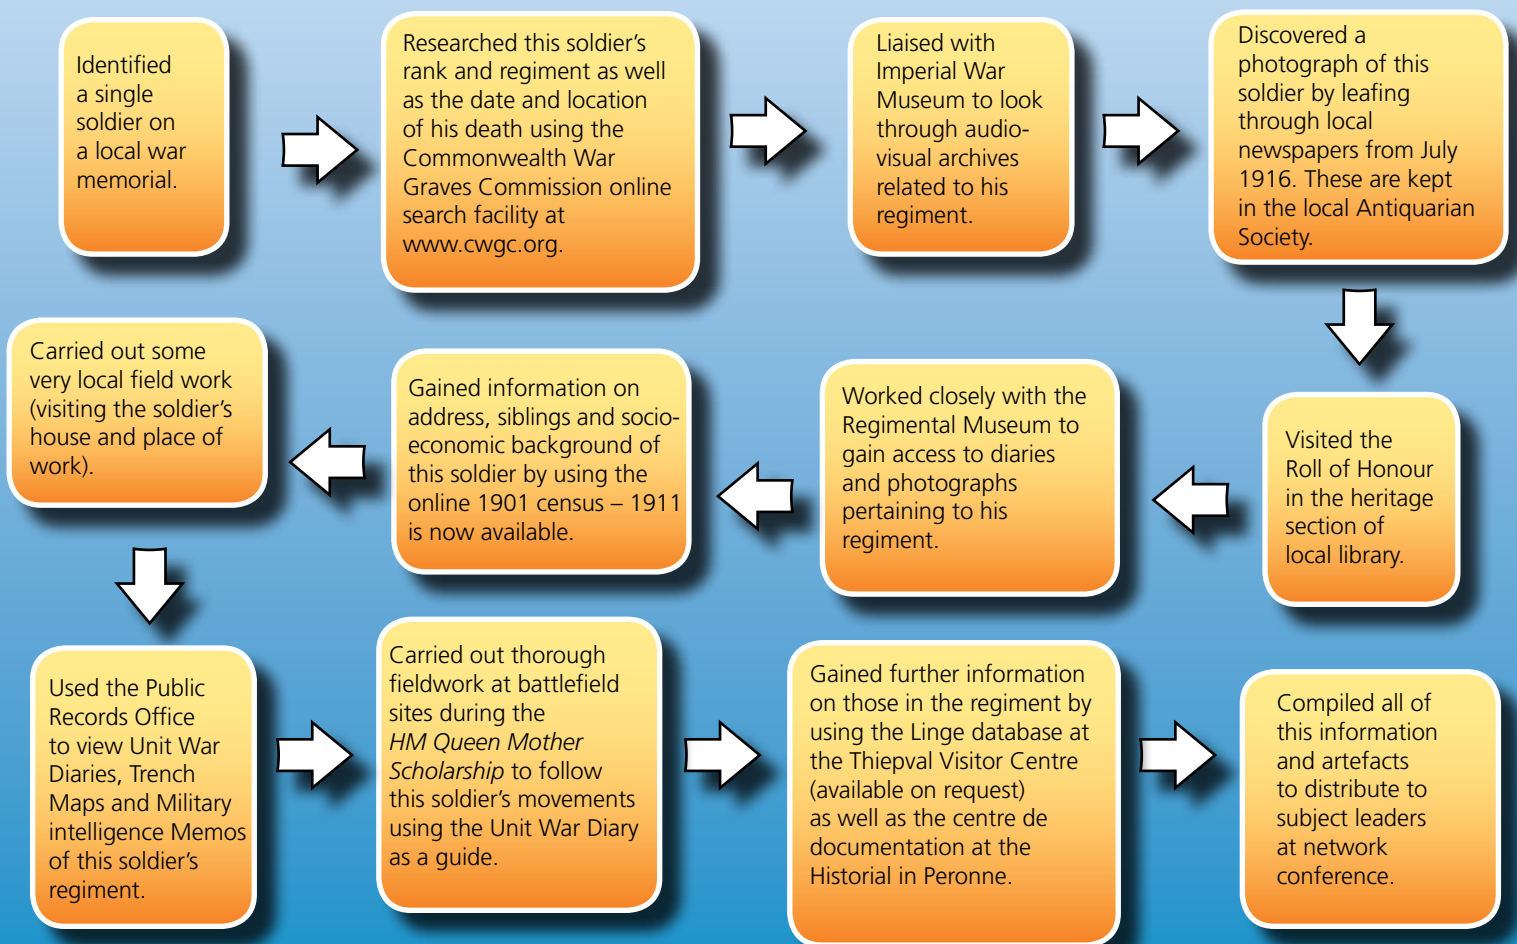 Identified
a single
soldier on
a local war
memorial.
Researched this soldier's
rank and regiment as well
as the date and location
of his death using the
Commonwealth War
Graves Commission online
search facility at
www.cwgc.org.
Liaised with
Imperial War
Museum to look
through audio-
visual archives
related to his
regiment.
Discovered a
photograph of this
soldier by leafing
through local
newspapers from July
1916. These are kept
in the local Antiquarian
Society.
Visited the
Roll of Honour
in the heritage
section of
local library.
Worked closely with the
Regimental Museum to
gain access to diaries
and photographs
pertaining to his
regiment.
Gained information on
address, siblings and socio-
economic background of
this soldier by using the
online 1901 census – 1911
is now available.
Carried out some
very local field work
(visiting the soldier's
house and place of
work).
Used the Public
Records Office
to view Unit War
Diaries, Trench
Maps and Military
intelligence Memos
of this soldier's
regiment.
Carried out thorough
fieldwork at battlefield
sites during the
HM Queen Mother
Scholarship to follow
this soldier's movements
using the Unit War Diary
as a guide.
Gained further information
on those in the regiment by
using the Linge database at
the Thiepval Visitor Centre
(available on request)
as well as the centre de
documentation at the
Historial in Peronne.
Compiled all of
this information
and artefacts
to distribute to
subject leaders
at network
conference.